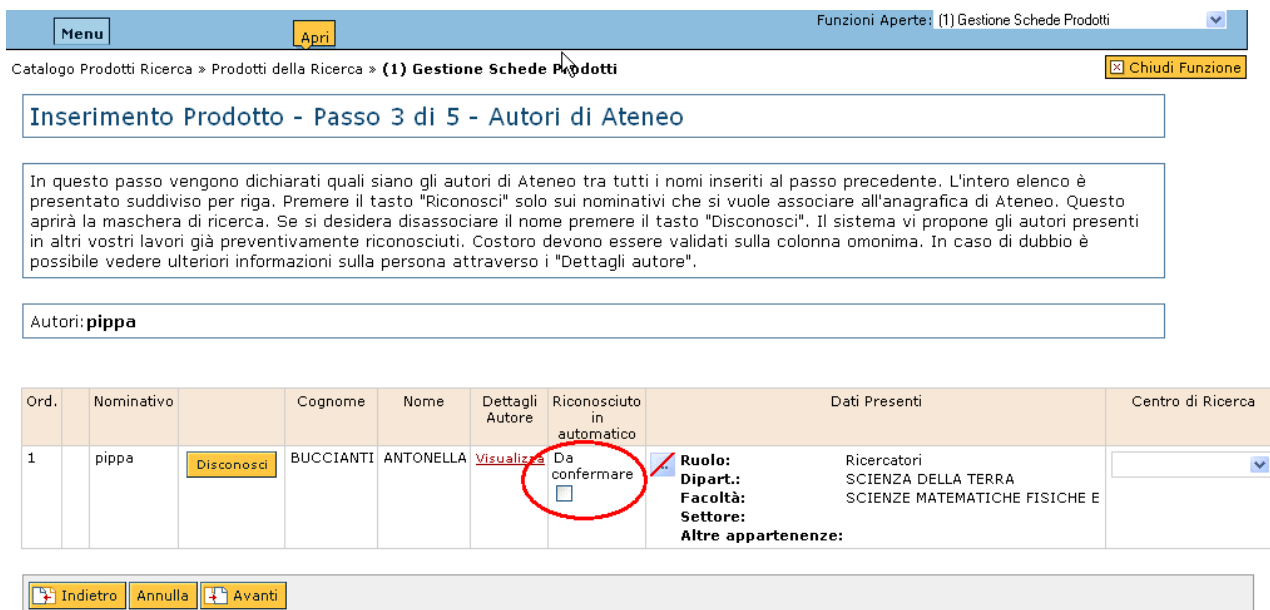 Menu Apri Funzioni Aperte: (1) Gestione Schede Prodotti
Catalogo Prodotti Ricerca » Prodotti della Ricerca » (1) Gestione Schede Prodotti Chiudi Funzione
Inserimento Prodotto - Passo 3 di 5 - Autori di Ateneo
In questo passo vengono dichiarati quali siano gli autori di Ateneo tra tutti i nomi inseriti al passo precedente. L'intero elenco è
presentato suddiviso per riga. Premere il tasto "Riconosci" solo sui nominativi che si vuole associare all'anagrafica di Ateneo. Questo
aprirà la maschera di ricerca. Se si desidera disassociare il nome premere il tasto "Disconosci". Il sistema vi propone gli autori presenti
in altri vostri lavori già preventivamente riconosciuti. Costoro devono essere validati sulla colonna omonima. In caso di dubbio è
possibile vedere ulteriori informazioni sulla persona attraverso i "Dettagli autore".
Autori: pippa
Ord. Nominativo Cognome Nome Dettagli Riconosciuto Dati Presenti Centro di Ricerca
Autore in
automatico
1 pippa Disconosci BUCCIANTI ANTONELLA Visualizza Da ... Ruolo: Ricercatori
confermare Dipart.: SCIENZA DELLA TERRA
Facoltà: SCIENZE MATEMATICHE FISICHE E
Settore:
Altre appartenenze:
Indietro Annulla Avanti